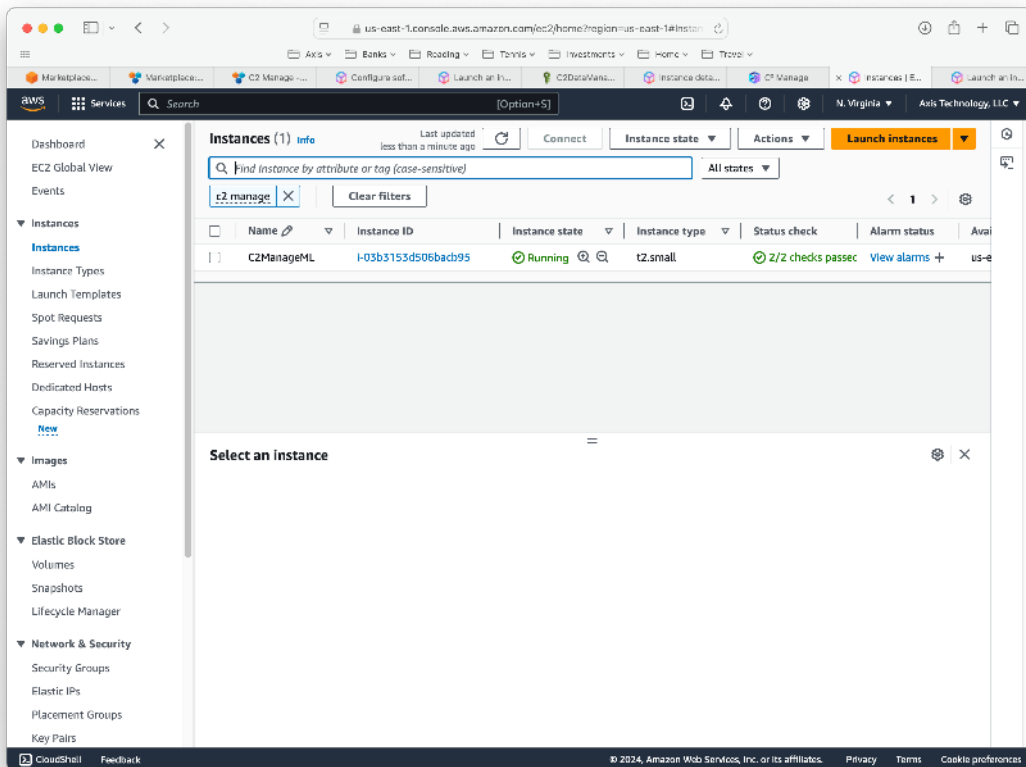 us-east-1.console.aws.amazon.com/ec2/home?region=us-east-1#Instan
Axis Banks Reading Tennis Investments Home Travel
Marketplace... Marketplace:... C2 Manage -... Configure sof... Launch an in... C2DataMana... Instance deta... C² Manage Instances | E... Launch an in...
aws Services Search [Option+S] N. Virginia Axis Technology, LLC
Dashboard
EC2 Global View
Events
Instances
Instances
Instance Types
Launch Templates
Spot Requests
Savings Plans
Reserved Instances
Dedicated Hosts
Capacity Reservations
New
Images
AMIs
AMI Catalog
Elastic Block Store
Volumes
Snapshots
Lifecycle Manager
Network & Security
Security Groups
Elastic IPs
Placement Groups
Key Pairs
Instances (1) Info
Last updated
less than a minute ago
Connect Instance state Actions Launch instances
Find Instance by attribute or tag (case-sensitive) All states
c2 manage Clear filters
1
Name Instance ID Instance state Instance type Status check Alarm status Avai
C2ManageML i-03b3153d506bacb95 Running t2.small 2/2 checks passec View alarms + us-e
Select an instance
CloudShell Feedback © 2024, Amazon Web Services, Inc. or its affiliates. Privacy Terms Cookie preferences